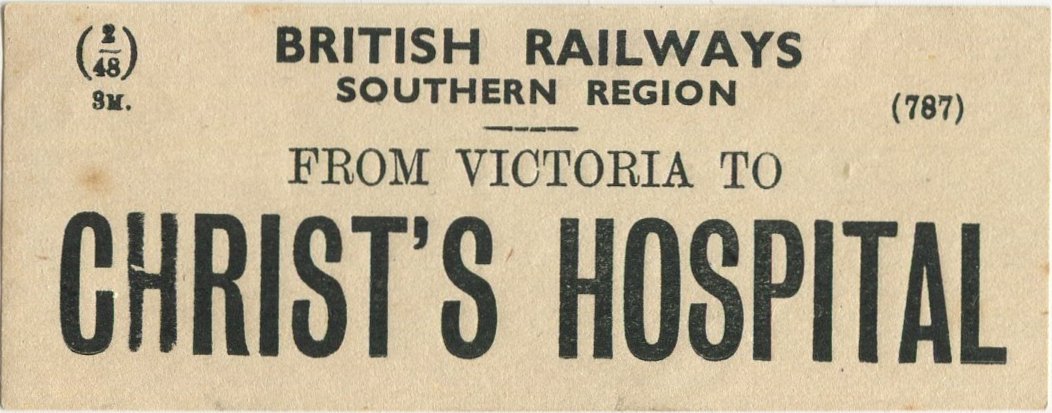 (2/48) BRITISH RAILWAYS
3M. SOUTHERN REGION (787)
FROM VICTORIA TO
CHRIST'S HOSPITAL